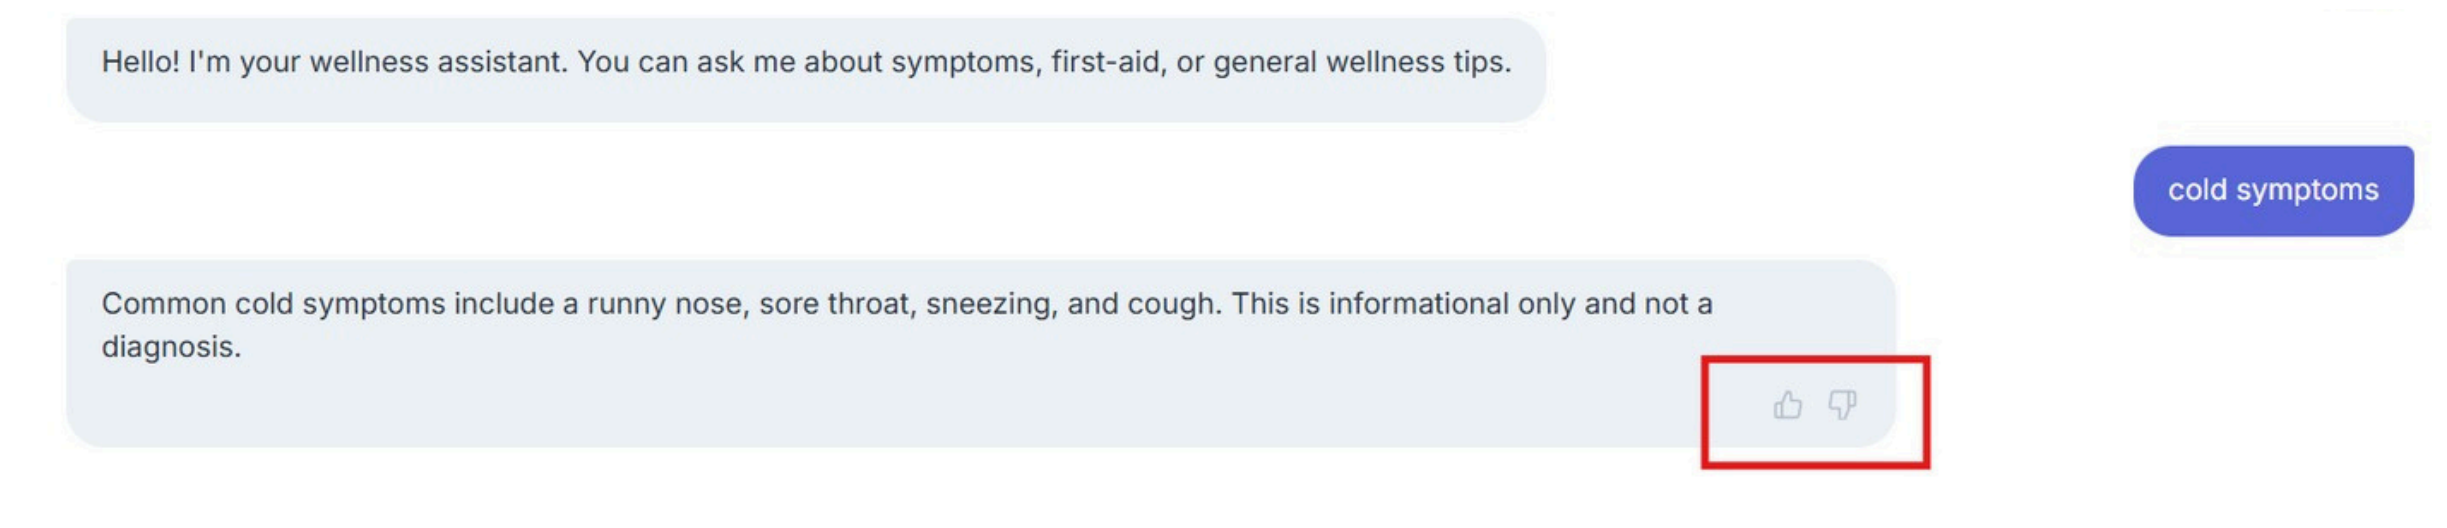 Hello! I'm your wellness assistant. You can ask me about symptoms, first-aid, or general wellness tips.
cold symptoms
Common cold symptoms include a runny nose, sore throat, sneezing, and cough. This is informational only and not a
diagnosis.